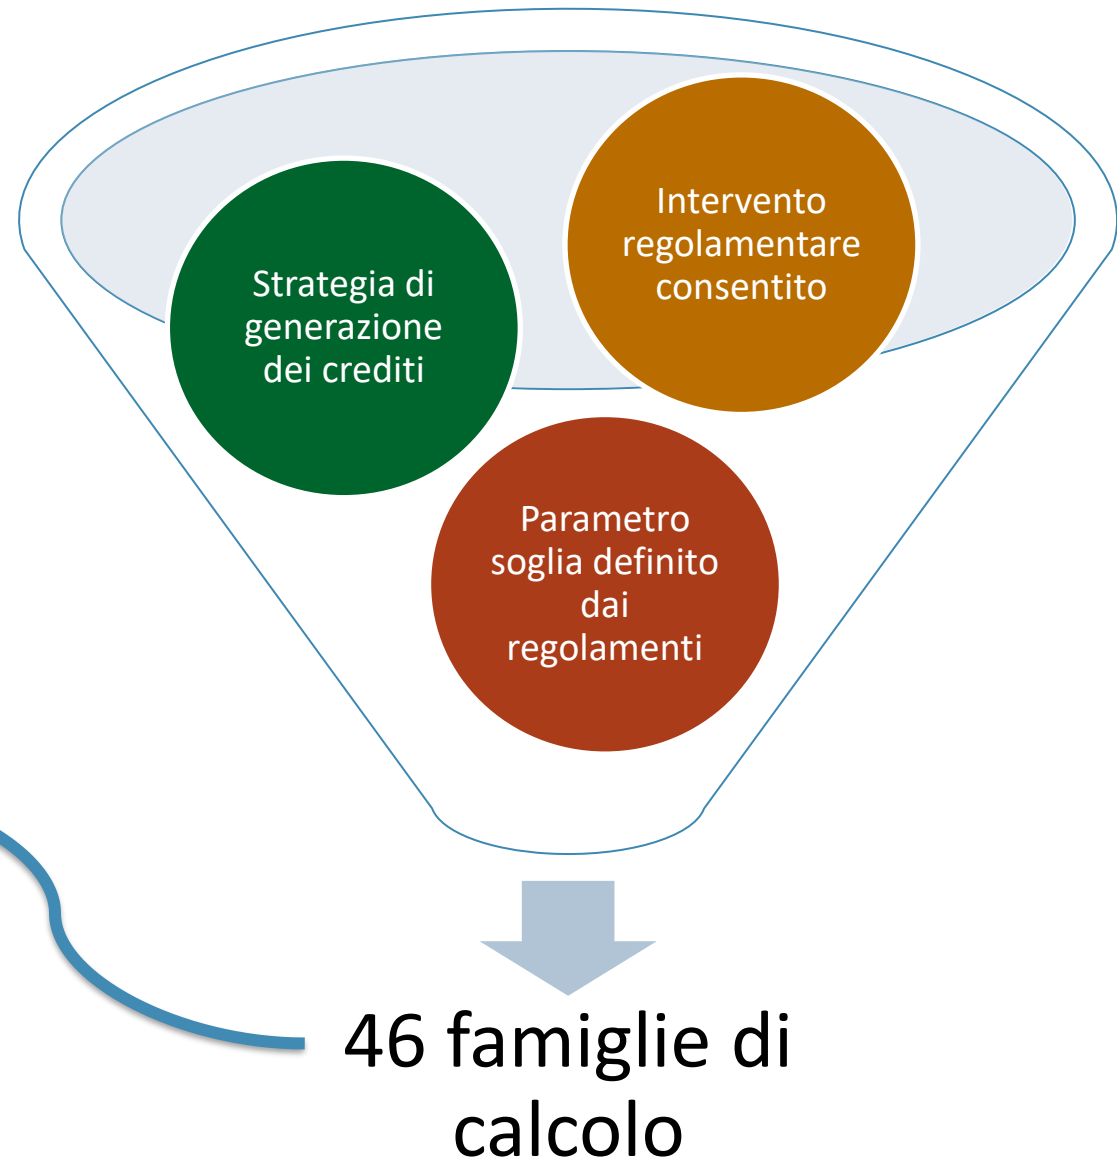 Strategia di
generazione
dei crediti
Intervento
regolamentare
consentito
Parametro
soglia definito
dai
regolamenti
46 famiglie di
calcolo